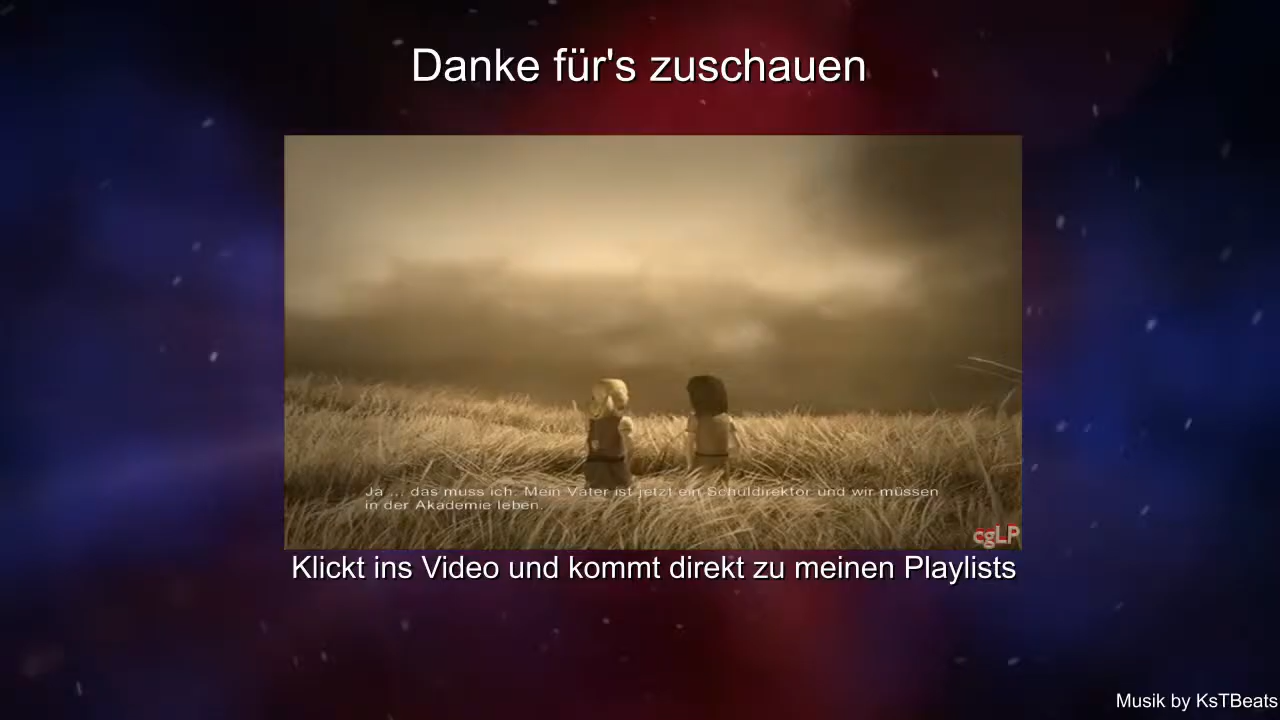 Danke für's zuschauen
Ja ... das muss ich. Mein Vater ist jetzt ein Schuldirektor und wir müssen
in der Akademie leben.
cgLP
Klickt ins Video und kommt direkt zu meinen Playlists
Musik by KsTBeats